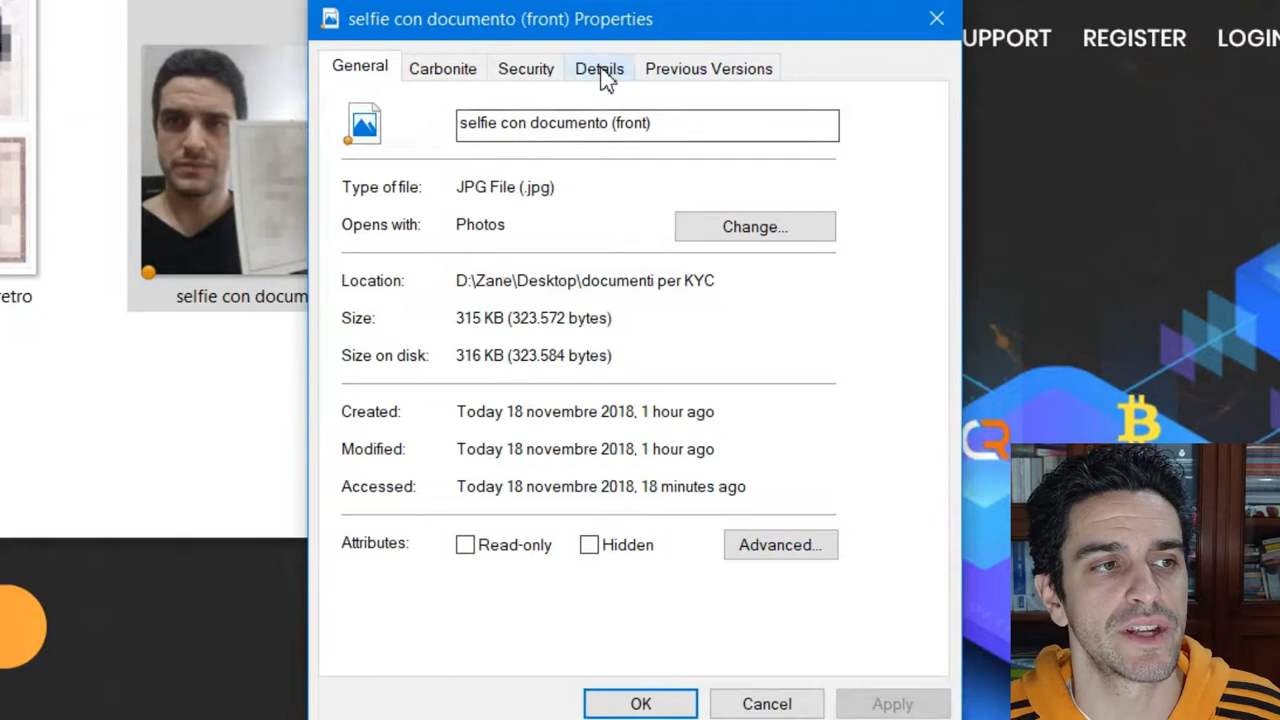 selfie con documento (front) Properties
UPPORT REGISTER LOGIN
General Carbonite Security Details Previous Versions
selfie con documento (front)
Type of file: JPG File (.jpg)
Opens with: Photos Change...
Location: D:\Zane\Desktop\documenti per KYC
Size: 315 KB (323.572 bytes)
Size on disk: 316 KB (323.584 bytes)
Created: Today 18 novembre 2018, 1 hour ago
Modified: Today 18 novembre 2018, 1 hour ago
Accessed: Today 18 novembre 2018, 18 minutes ago
Attributes: Read-only Hidden Advanced...
OK Cancel Apply
etro
selfie con docum